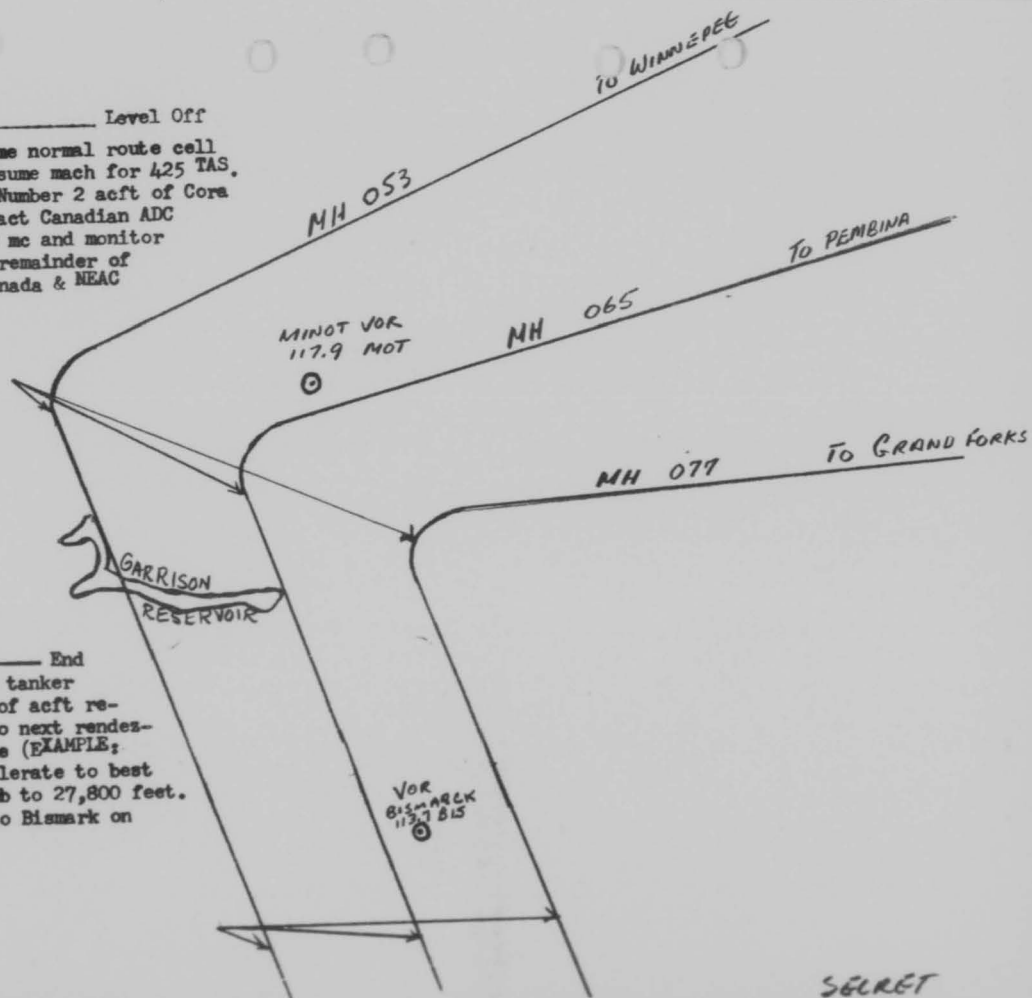 TO WINNEPEG
Level Off
me normal route cell
sume mach for 425 TAS.
Number 2 acft of Cora
act Canadian ADC
mc and monitor
remainder of
nada & NEAC
MH 053
TO PEMBINA
MH 065
MINOT VOR
117.9 MOT
TO GRAND FORKS
MH 077
GARRISON
RESERVOIR
End
tanker
of acft re-
o next rendez-
e (EXAMPLE;
lerate to best
b to 27,800 feet.
o Bismark on
VOR
BISMARCK
113.7 BIS
SECRET